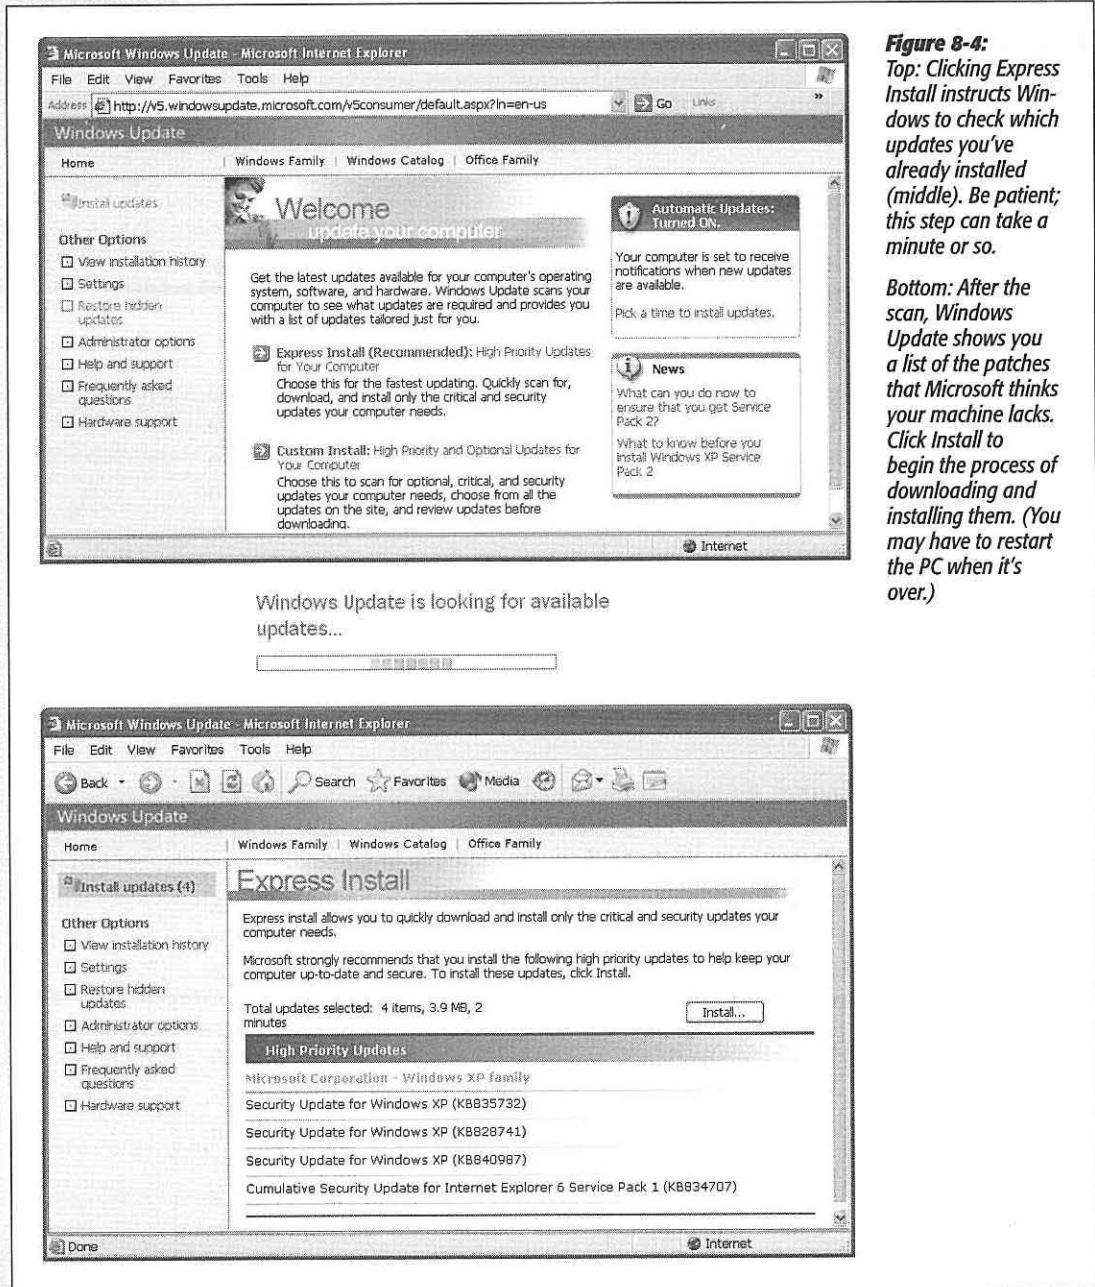 Microsoft Windows Update - Microsoft Internet Explorer
File Edit View Favorites Tools Help
Address http://v5.windowsupdate.microsoft.com/v5consumer/default.aspx?ln=en-us Go Links »
Windows Update
Home | Windows Family | Windows Catalog | Office Family
Install updates
Other Options
View installation history
Settings
Restore hidden
updates
Administrator options
Help and support
Frequently asked
questions
Hardware support
Welcome
update your computer
Get the latest updates available for your computer's operating
system, software, and hardware. Windows Update scans your
computer to see what updates are required and provides you
with a list of updates tailored just for you.
Express Install (Recommended): High Priority Updates
for Your Computer
Choose this for the fastest updating. Quickly scan for,
download, and install only the critical and security
updates your computer needs.
Custom Install: High Priority and Optional Updates for
Your Computer
Choose this to scan for optional, critical, and security
updates your computer needs, choose from all the
updates on the site, and review updates before
downloading.
Automatic Updates:
Turned ON.
Your computer is set to receive
notifications when new updates
are available.
Pick a time to install updates.
News
What can you do now to
ensure that you get Service
Pack 2?
What to know before you
install Windows XP Service
Pack 2
Internet
Figure 8-4:
Top: Clicking Express
Install instructs Win-
dows to check which
updates you've
already installed
(middle). Be patient;
this step can take a
minute or so.
Bottom: After the
scan, Windows
Update shows you
a list of the patches
that Microsoft thinks
your machine lacks.
Click Install to
begin the process of
downloading and
installing them. (You
may have to restart
the PC when it's
over.)
Windows Update is looking for available
updates...
Microsoft Windows Update - Microsoft Internet Explorer
File Edit View Favorites Tools Help
Back Search Favorites Media
Windows Update
Home | Windows Family | Windows Catalog | Office Family
Install updates (4)
Other Options
View installation history
Settings
Restore hidden
updates
Administrator options
Help and support
Frequently asked
questions
Hardware support
Express Install
Express install allows you to quickly download and install only the critical and security updates your
computer needs.
Microsoft strongly recommends that you install the following high priority updates to help keep your
computer up-to-date and secure. To install these updates, click Install.
Total updates selected: 4 items, 3.9 MB, 2
minutes
Install...
High Priority Updates
Microsoft Corporation - Windows XP family
Security Update for Windows XP (KB835732)
Security Update for Windows XP (KB828741)
Security Update for Windows XP (KB840987)
Cumulative Security Update for Internet Explorer 6 Service Pack 1 (KB834707)
Done Internet